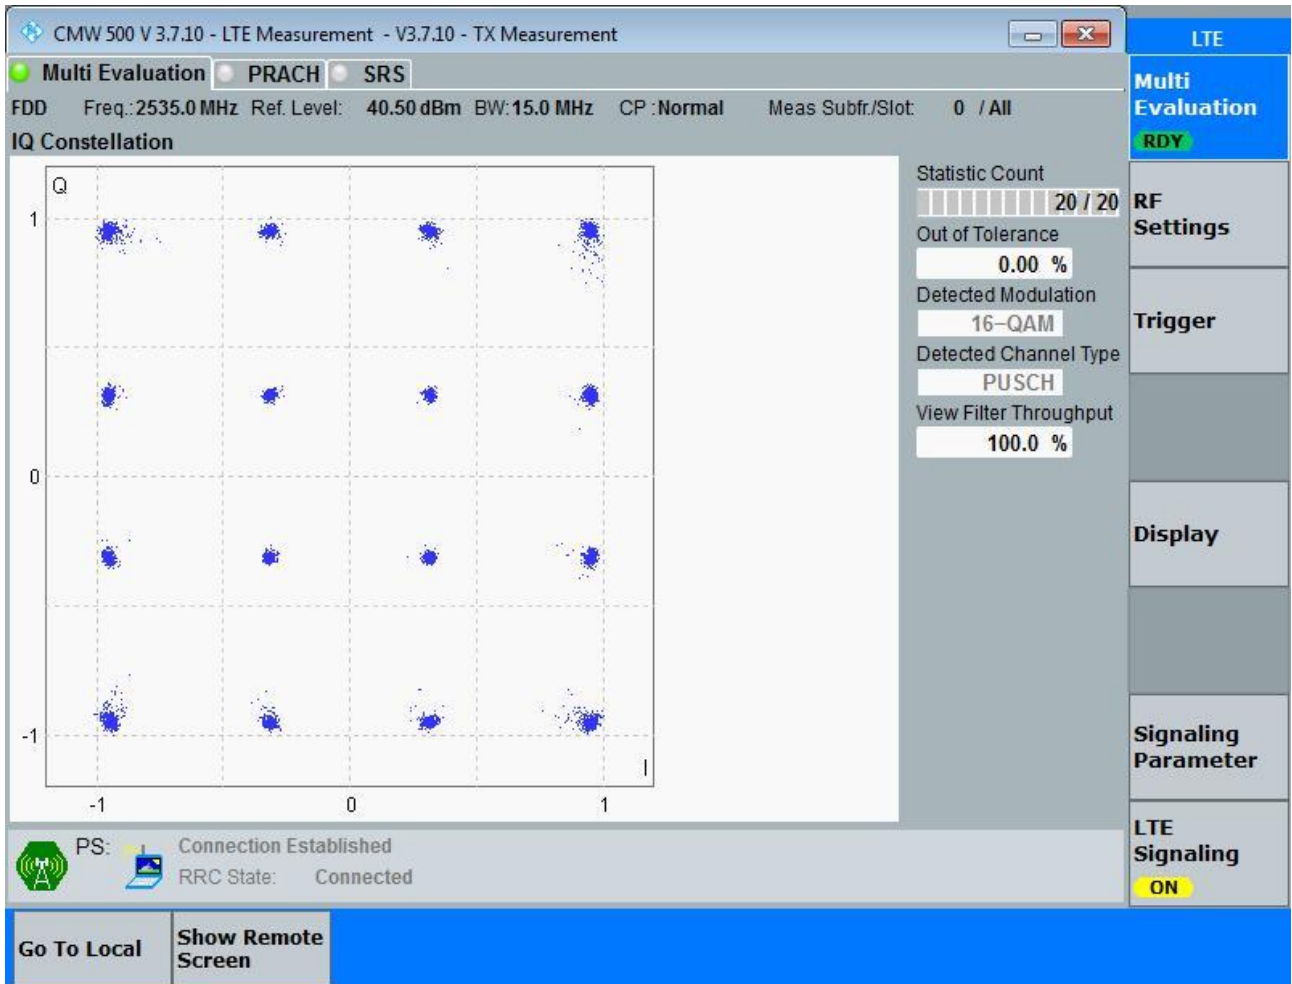 CMW 500 V 3.7.10 - LTE Measurement - V3.7.10 - TX Measurement
LTE
Multi Evaluation PRACH SRS
FDD Freq.: 2535.0 MHz Ref. Level: 40.50 dBm BW: 15.0 MHz CP : Normal Meas Subfr./Slot: 0 / All
IQ Constellation
Q
1
0
-1
I
-1 0 1
Statistic Count
20 / 20
Out of Tolerance
0.00 %
Detected Modulation
16-QAM
Detected Channel Type
PUSCH
View Filter Throughput
100.0 %
Multi
Evaluation
RDY
RF
Settings
Trigger
Display
Signaling
Parameter
LTE
Signaling
ON
PS: Connection Established
RRC State: Connected
Go To Local
Show Remote
Screen